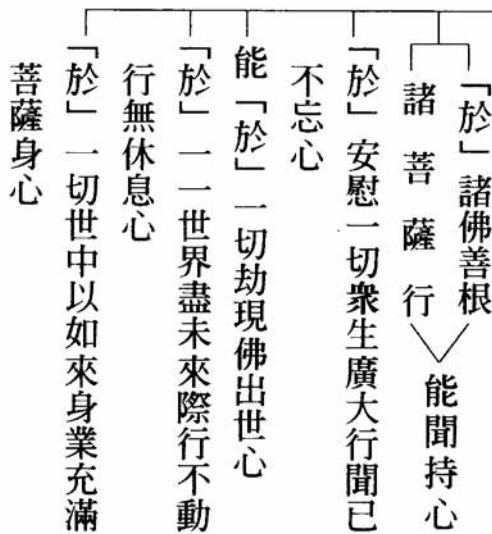 「於」諸佛善根
諸菩薩行
能聞持心
「於」安慰一切衆生廣大行聞已
不忘心
能「於」一切劫現佛出世心
「於」一一世界盡未來際行不動
行無休息心
「於」一切世中以如來身業充滿
菩薩身心